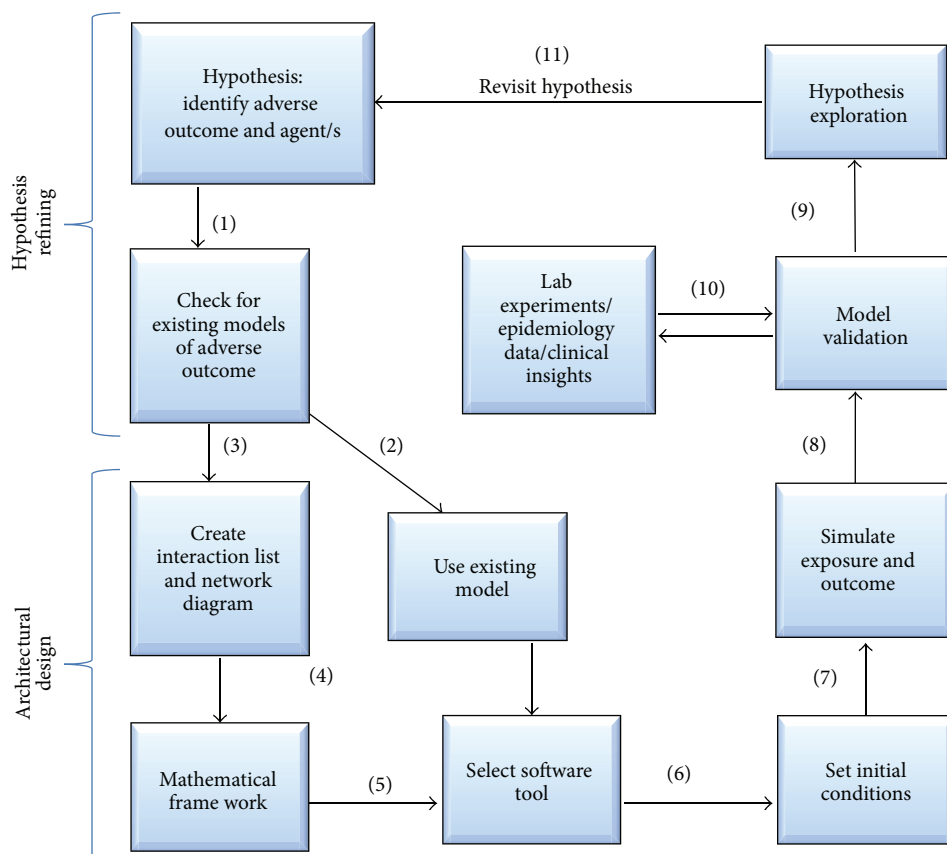 Hypothesis:
identify adverse
outcome and agent/s
(11)
Revisit hypothesis
Hypothesis
exploration
Hypothesis
refining
(1)
(9)
Check for
existing models
of adverse
outcome
Lab
experiments/
epidemiology
data/clinical
insights
(10)
Model
validation
(3)
(2)
(8)
Architectural
design
Create
interaction list
and network
diagram
Use existing
model
Simulate
exposure and
outcome
(4)
(7)
Mathematical
frame work
(5)
Select software
tool
(6)
Set initial
conditions